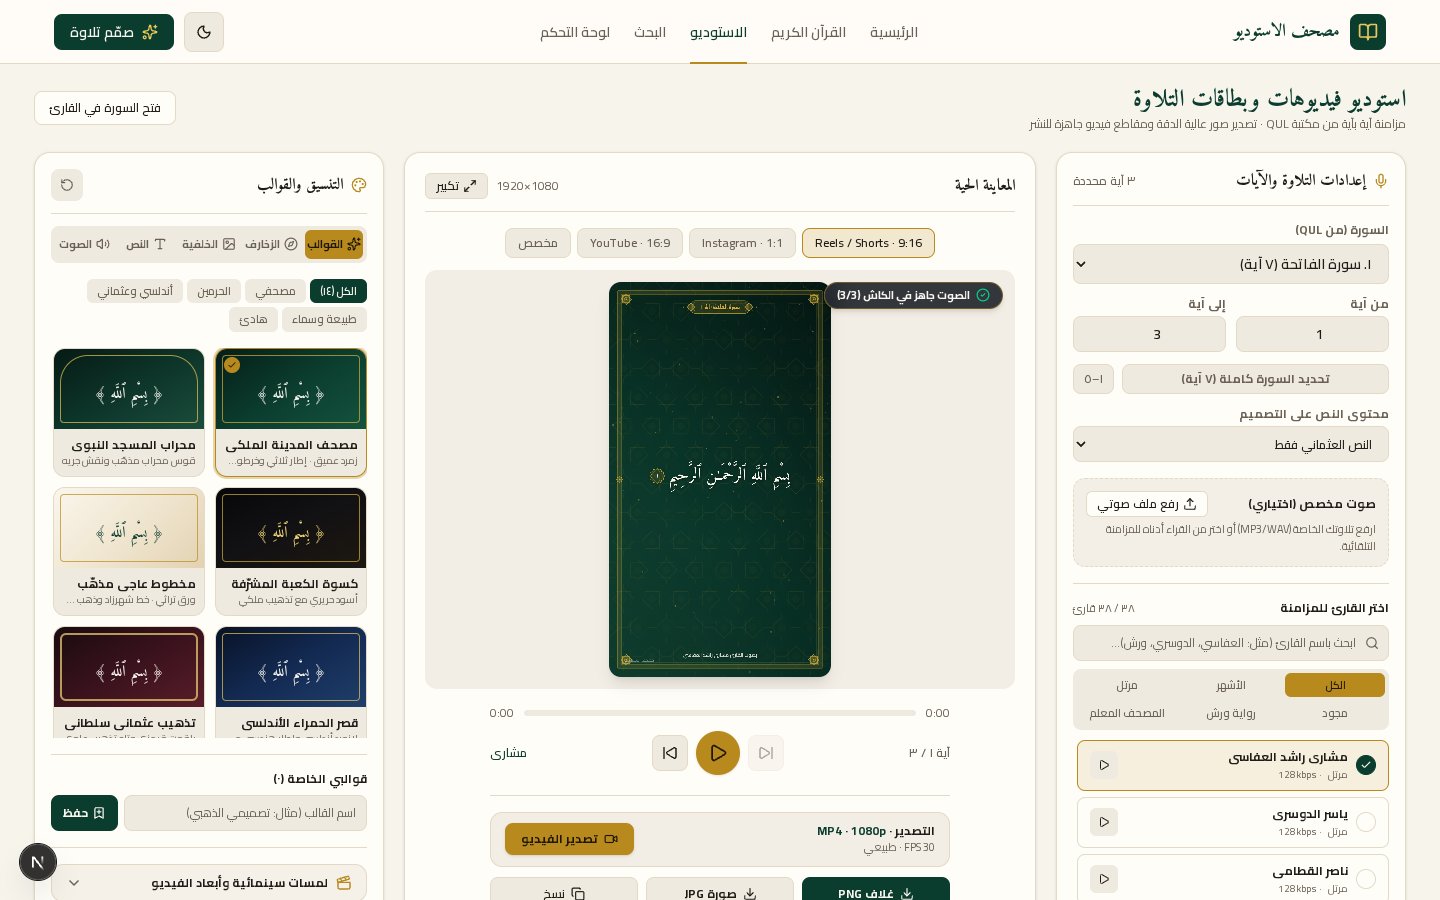 مصحف الاستوديو
الرئيسية
القرآن الكريم
الاستوديو
البحث
لوحة التحكم
صمّم تلاوة
استوديو فيديوهات وبطاقات التلاوة
مزامنة آية بآية من مكتبة QUL · تصدير صور عالية الدقة ومقاطع فيديو جاهزة للنشر
فتح السورة في القارئ
إعدادات التلاوة والآيات
٣ آية محددة
السورة (من QUL)
١. سورة الفاتحة (٧ آية)
من آية
إلى آية
1
3
تحديد السورة كاملة (٧ آية)
١–٥
محتوى النص على التصميم
النص العثماني فقط
صوت مخصص (اختياري)
رفع ملف صوتي
ارفع تلاوتك الخاصة (MP3/WAV) أو اختر من القراء أدناه للمزامنة
التلقائية.
اختر القارئ للمزامنة
٣٨ / ٣٨ قارئ
ابحث باسم القارئ (مثل: العفاسي، الدوسري، ورش)...
الكل
الأشهر
مرتل
مجود
رواية ورش
المصحف المعلم
مشاري راشد العفاسي
مرتل · 128kbps
ياسر الدوسري
مرتل · 128kbps
ناصر القطامي
مرتل · 128kbps
المعاينة الحية
1080×1920
تكبير
Reels / Shorts · 9:16
Instagram · 1:1
YouTube · 16:9
مخصص
الصوت جاهز في الكاش (3/3)
بِسْمِ ٱللَّهِ ٱلرَّحْمَـٰنِ ٱلرَّحِيمِ
0:00
0:00
آية ١ / ٣
مشاري
التصدير · MP4 · 1080p
30 FPS · طبيعي
تصدير الفيديو
غلاف PNG
صورة JPG
نسخ
التنسيق والقوالب
القوالب
الزخارف
الخلفية
النص
الصوت
الكل (١٤)
مصحفي
الحرمين
أندلسي وعثماني
طبيعة وسماء
هادئ
﴿ بِسْمِ ٱللَّهِ ﴾
مصحف المدينة الملكي
زمرد عميق · إطار ثلاثي وخرطو...
﴿ بِسْمِ ٱللَّهِ ﴾
محراب المسجد النبوي
قوس محراب مذهّب ونقش جريه
﴿ بِسْمِ ٱللَّهِ ﴾
كسوة الكعبة المشرّفة
أسود حريري مع تذهيب ملكي
﴿ بِسْمِ ٱللَّهِ ﴾
مخطوط عاجي مذهّب
ورق تراثي · خط شهرزاد وذهب ...
﴿ بِسْمِ ٱللَّهِ ﴾
قصر الحمراء الأندلسي
﴿ بِسْمِ ٱللَّهِ ﴾
تذهيب عثماني سلطاني
قوالبي الخاصة (٠)
اسم القالب (مثال: تصميمي الذهبي)
حفظ
لمسات سينمائية وأبعاد الفيديو
N